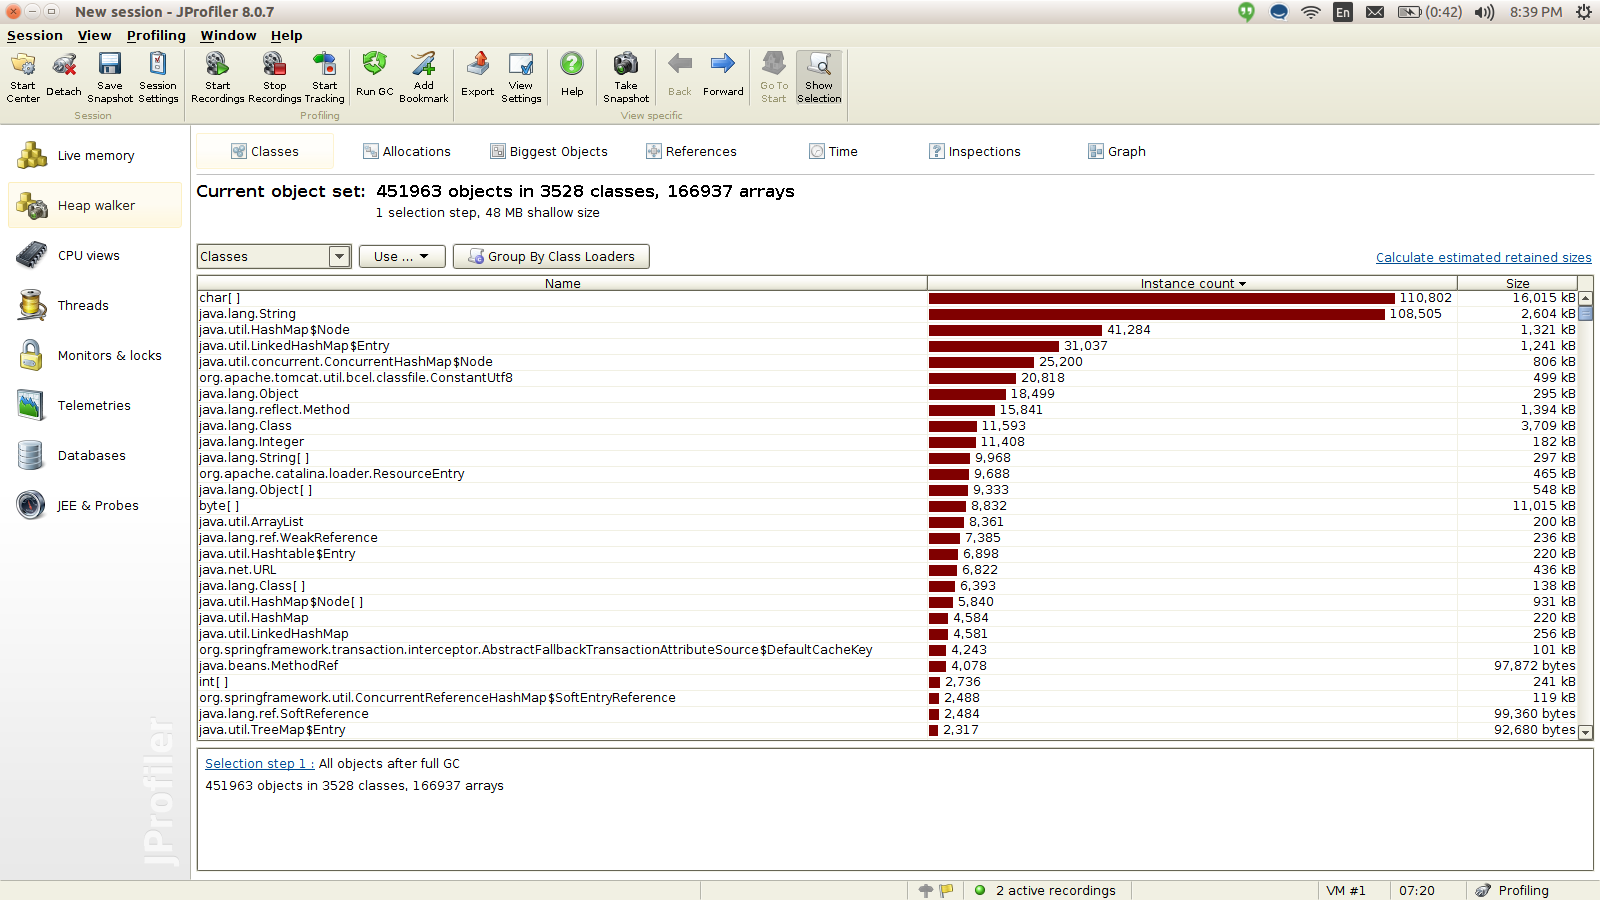 New session - JProfiler 8.0.7
En
(0:42)
8:39 PM
Session View Profiling Window Help
Start Center
Detach
Save Snapshot
Session Settings
Start Recordings
Stop Recordings
Start Tracking
Run GC
Add Bookmark
Export
View Settings
Help
Take Snapshot
Back
Forward
Go To Start
Show Selection
Session
Profiling
View specific
Live memory
Heap walker
CPU views
Threads
Monitors & locks
Telemetries
Databases
JEE & Probes
JProfiler
Classes Allocations Biggest Objects References Time Inspections Graph
Current object set: 451963 objects in 3528 classes, 166937 arrays
1 selection step, 48 MB shallow size
Classes Use ... Group By Class Loaders Calculate estimated retained sizes
Name Instance count Size
char[ ] 110,802 16,015 kB
java.lang.String 108,505 2,604 kB
java.util.HashMap$Node 41,284 1,321 kB
java.util.LinkedHashMap$Entry 31,037 1,241 kB
java.util.concurrent.ConcurrentHashMap$Node 25,200 806 kB
org.apache.tomcat.util.bcel.classfile.ConstantUtf8 20,818 499 kB
java.lang.Object 18,499 295 kB
java.lang.reflect.Method 15,841 1,394 kB
java.lang.Class 11,593 3,709 kB
java.lang.Integer 11,408 182 kB
java.lang.String[ ] 9,968 297 kB
org.apache.catalina.loader.ResourceEntry 9,688 465 kB
java.lang.Object[ ] 9,333 548 kB
byte[ ] 8,832 11,015 kB
java.util.ArrayList 8,361 200 kB
java.lang.ref.WeakReference 7,385 236 kB
java.util.Hashtable$Entry 6,898 220 kB
java.net.URL 6,822 436 kB
java.lang.Class[ ] 6,393 138 kB
java.util.HashMap$Node[ ] 5,840 931 kB
java.util.HashMap 4,584 220 kB
java.util.LinkedHashMap 4,581 256 kB
org.springframework.transaction.interceptor.AbstractFallbackTransactionAttributeSource$DefaultCacheKey 4,243 101 kB
java.beans.MethodRef 4,078 97,872 bytes
int[ ] 2,736 241 kB
org.springframework.util.ConcurrentReferenceHashMap$SoftEntryReference 2,488 119 kB
java.lang.ref.SoftReference 2,484 99,360 bytes
java.util.TreeMap$Entry 2,317 92,680 bytes
Selection step 1 : All objects after full GC
451963 objects in 3528 classes, 166937 arrays
2 active recordings VM #1 07:20 Profiling